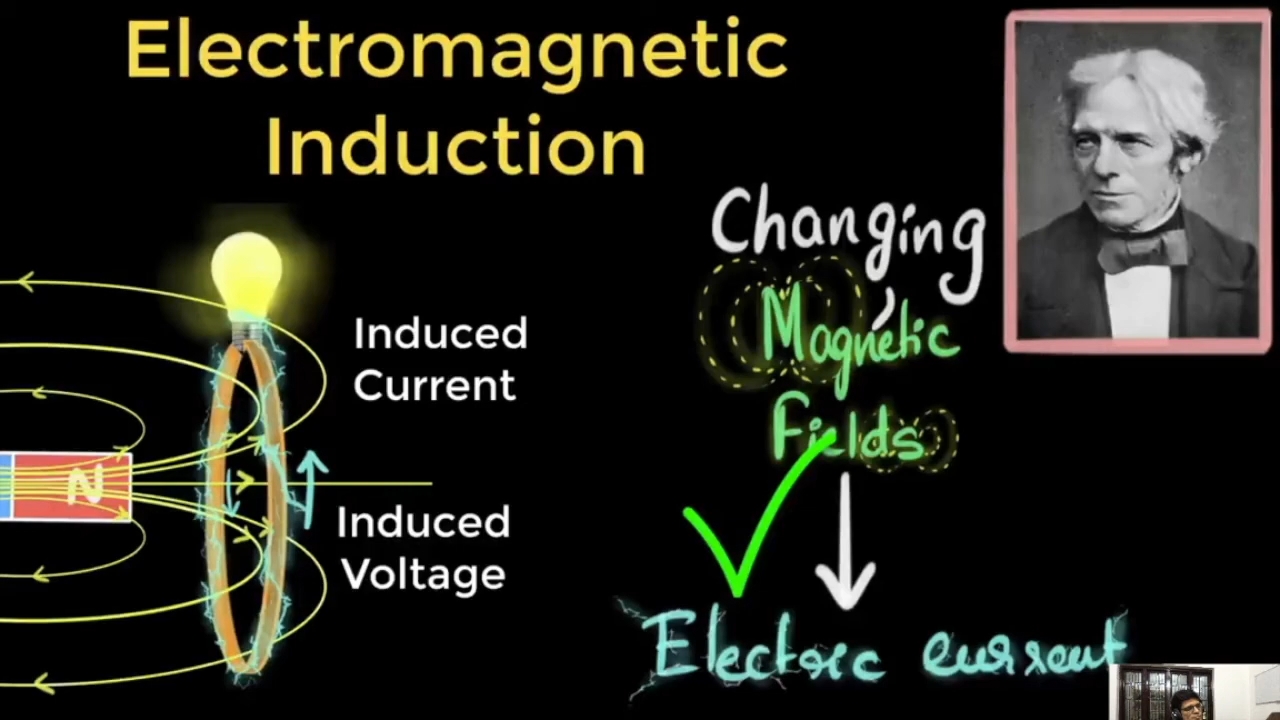 Electromagnetic
Induction
Changing
Magnetic
Fields
Induced
Current
N
Induced
Voltage
Electric current